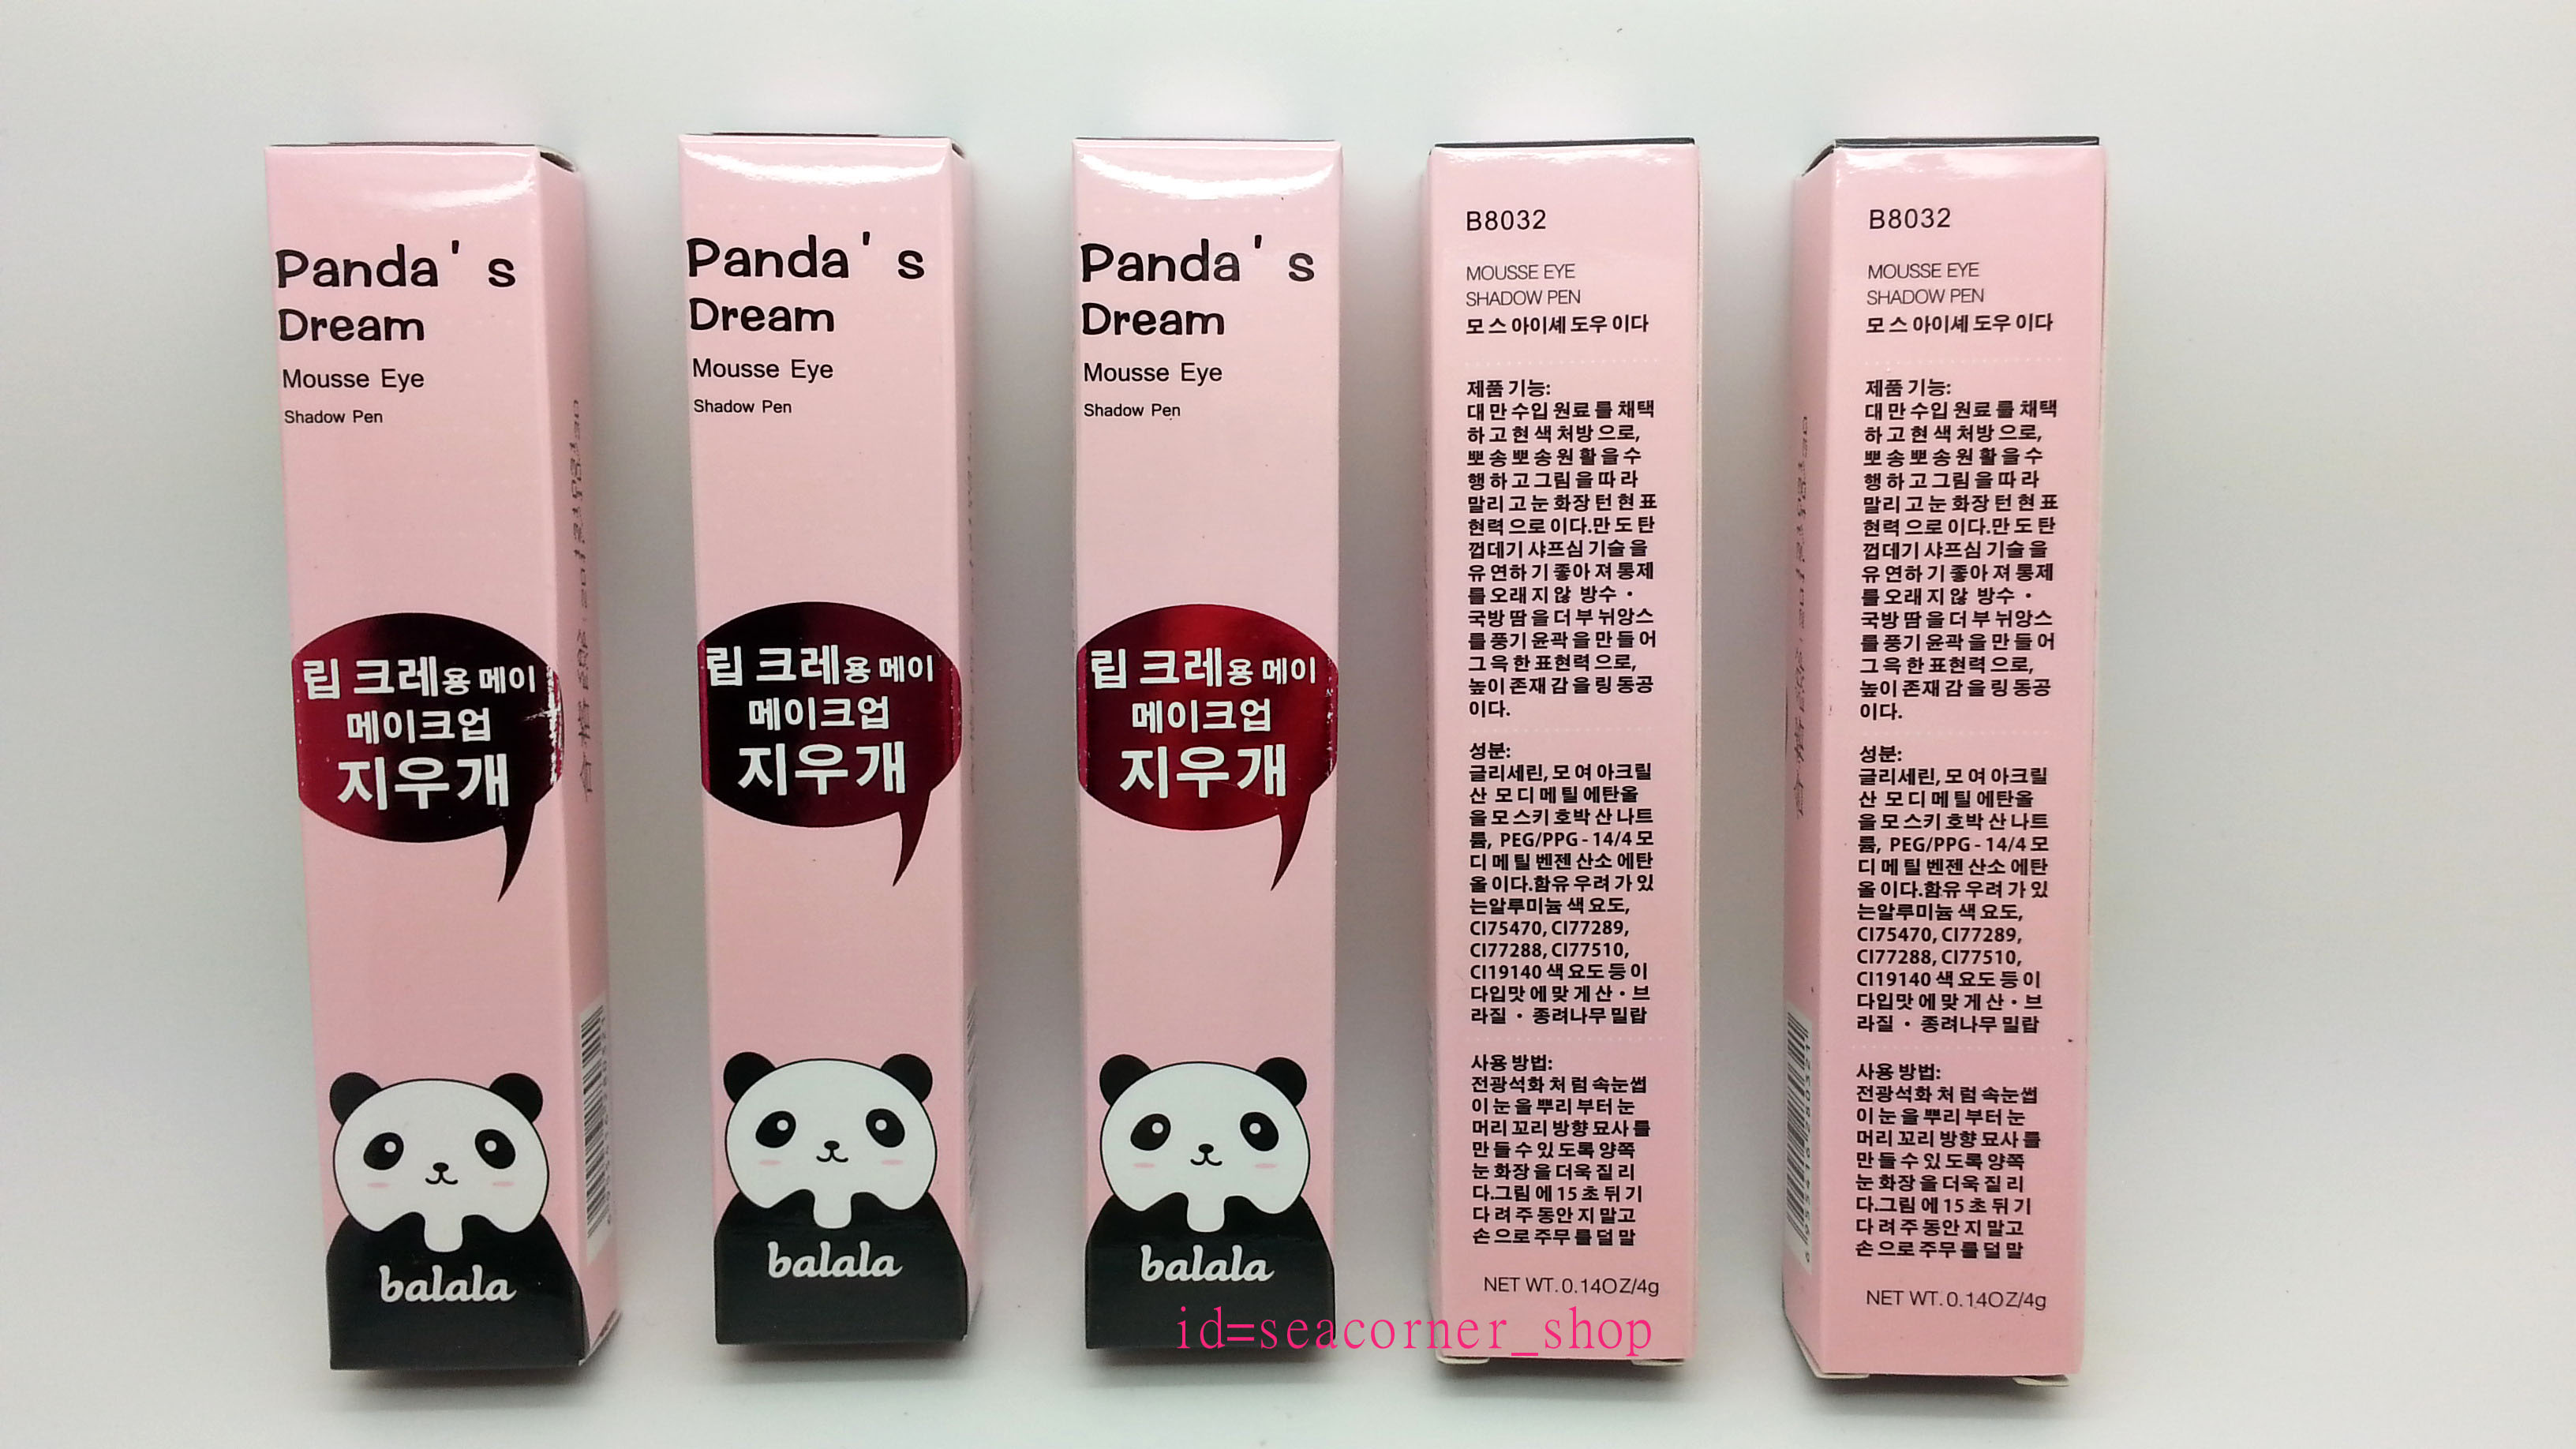 Panda's
Dream
Mousse Eye
Shadow Pen
립 크레용 메이
메이크업
지우개
balala
Panda's
Dream
Mousse Eye
Shadow Pen
립 크레용 메이
메이크업
지우개
balala
Panda's
Dream
Mousse Eye
Shadow Pen
립 크레용 메이
메이크업
지우개
balala
B8032
MOUSSE EYE
SHADOW PEN
모 스 아이셰 도우 이다
제품 기능:
대 만 수입 원료 를 채택
하 고 현 색 처방 으로,
뽀 송 뽀 송 원 활 을 수
행 하 고 그림 을 따 라
말리 고 눈 화장 턴 현 표
현력 으로 이다.만 도 탄
껍데기 샤프심 기술 을
유 연하 기 좋아 져 통제
를 오래 지 않 방수 •
국방 땀 을 더 부 뉘앙스
를 풍기 윤곽 을 만 들 어
그 윽 한 표현력 으로,
높이 존재 감 을 링 동공
이다.
성분:
글리세린, 모 여 아크릴
산 모 디 메 틸 에탄올
을 모 스키 호박 산 나트
륨, PEG/PPG - 14/4 모
디 메 틸 벤젠 산소 에탄
올 이다.함유 우려 가 있
는알루미늄 색 요도,
CI75470, CI77289,
CI77288, CI77510,
CI19140 색 요도 등 이
다입맛 에 맞 게 산 • 브
라질 • 종려나무 밀랍
사용 방법:
전광석화 처 럼 속눈썹
이 눈 을 뿌리 부터 눈
머리 꼬리 방향 묘사 를
만 들 수 있 도록 양쪽
눈 화장 을 더욱 질 리
다.그림 에 15 초 뒤 기
다 려 주 동안 지 말고
손 으로 주무 를 덜 말
NET WT. 0.14OZ/4g
B8032
MOUSSE EYE
SHADOW PEN
모 스 아이셰 도우 이다
제품 기능:
대 만 수입 원료 를 채택
하 고 현 색 처방 으로,
뽀 송 뽀 송 원 활 을 수
행 하 고 그림 을 따 라
말리 고 눈 화장 턴 현 표
현력 으로 이다.만 도 탄
껍데기 샤프심 기술 을
유 연하 기 좋아 져 통제
를 오래 지 않 방수 •
국방 땀 을 더 부 뉘앙스
를 풍기 윤곽 을 만 들 어
그 윽 한 표현력 으로,
높이 존재 감 을 링 동공
이다.
성분:
글리세린, 모 여 아크릴
산 모 디 메 틸 에탄올
을 모 스키 호박 산 나트
륨, PEG/PPG - 14/4 모
디 메 틸 벤젠 산소 에탄
올 이다.함유 우려 가 있
는알루미늄 색 요도,
CI75470, CI77289,
CI77288, CI77510,
CI19140 색 요도 등 이
다입맛 에 맞 게 산 • 브
라질 • 종려나무 밀랍
사용 방법:
전광석화 처 럼 속눈썹
이 눈 을 뿌리 부터 눈
머리 꼬리 방향 묘사 를
만 들 수 있 도록 양쪽
눈 화장 을 더욱 질 리
다.그림 에 15 초 뒤 기
다 려 주 동안 지 말고
손 으로 주무 를 덜 말
NET WT. 0.14OZ/4g
id=seacorner_shop